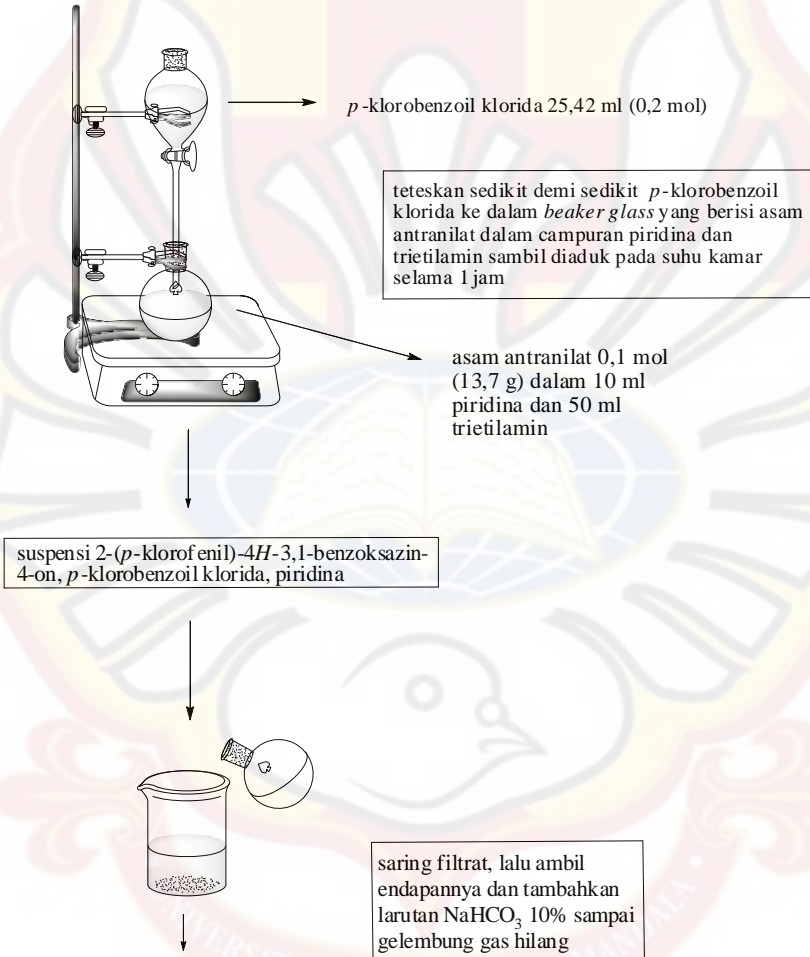 p-klorobenzoil klorida 25,42 ml (0,2 mol)
teteskan sedikit demi sedikit p-klorobenzoil
klorida ke dalam beaker glass yang berisi asam
antranilat dalam campuran piridina dan
trietilamin sambil diaduk pada suhu kamar
selama 1 jam
asam antranilat 0,1 mol
(13,7 g) dalam 10 ml
piridina dan 50 ml
trietilamin
suspensi 2-(p-klorofenil)-4H-3,1-benzoksazin-
4-on, p-klorobenzoil klorida, piridina
saring filtrat, lalu ambil
endapannya dan tambahkan
larutan NaHCO₃ 10% sampai
gelembung gas hilang